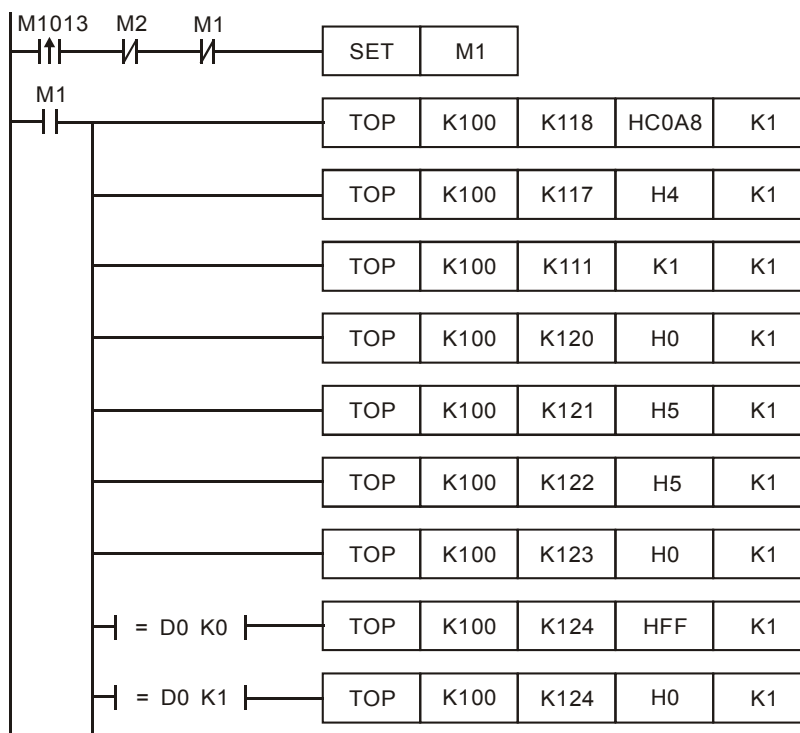 M1013 M2 M1
SET M1
M1
TOP K100 K118 HC0A8 K1
TOP K100 K117 H4 K1
TOP K100 K111 K1 K1
TOP K100 K120 H0 K1
TOP K100 K121 H5 K1
TOP K100 K122 H5 K1
TOP K100 K123 H0 K1
= D0 K0 TOP K100 K124 HFF K1
= D0 K1 TOP K100 K124 H0 K1